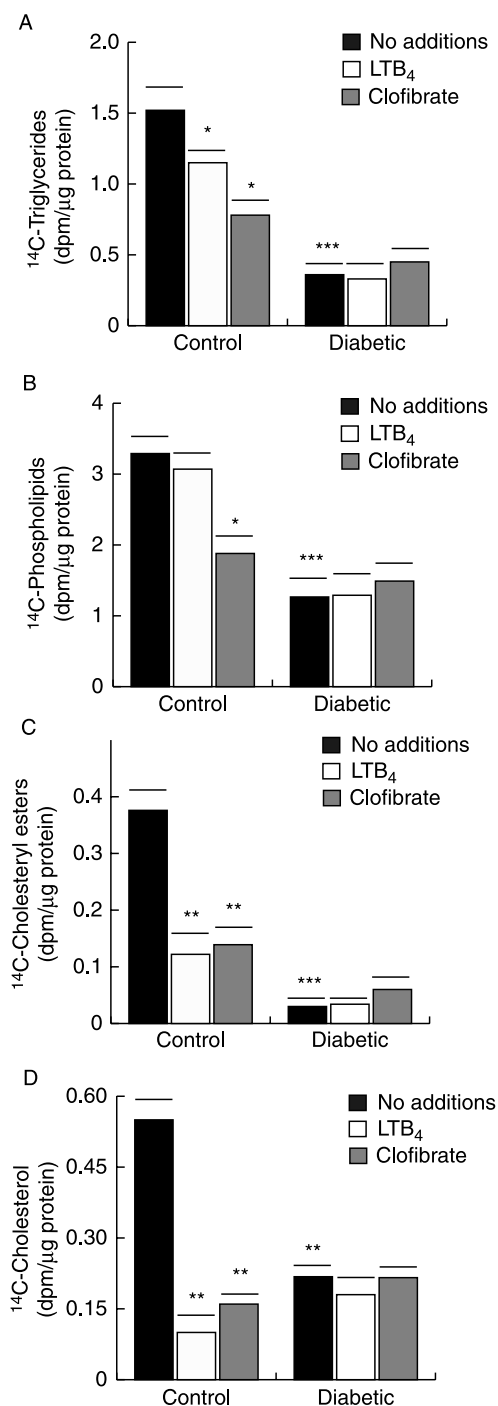 A
2.0
1.5
1.0
0.5
0
¹⁴C-Triglycerides
(dpm/μg protein)
No additions
LTB₄
Clofibrate
*
*
***
Control
Diabetic
B
4
3
2
1
0
¹⁴C-Phospholipids
(dpm/μg protein)
No additions
LTB₄
Clofibrate
*
***
Control
Diabetic
C
0.4
0.3
0.2
0.1
0
¹⁴C-Cholesteryl esters
(dpm/μg protein)
No additions
LTB₄
Clofibrate
**
**
***
Control
Diabetic
D
0.60
0.45
0.30
0.15
0
¹⁴C-Cholesterol
(dpm/μg protein)
No additions
LTB₄
Clofibrate
**
**
**
Control
Diabetic